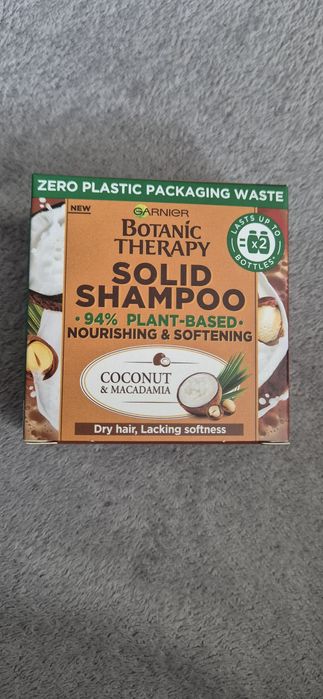 ZERO PLASTIC PACKAGING WASTE
NEW
GARNIER
BOTANIC
THERAPY
LASTS UP TO
X2
BOTTLES*
SOLID
SHAMPOO
• 94% PLANT-BASED •
NOURISHING & SOFTENING
COCONUT
& MACADAMIA
Dry hair, Lacking softness